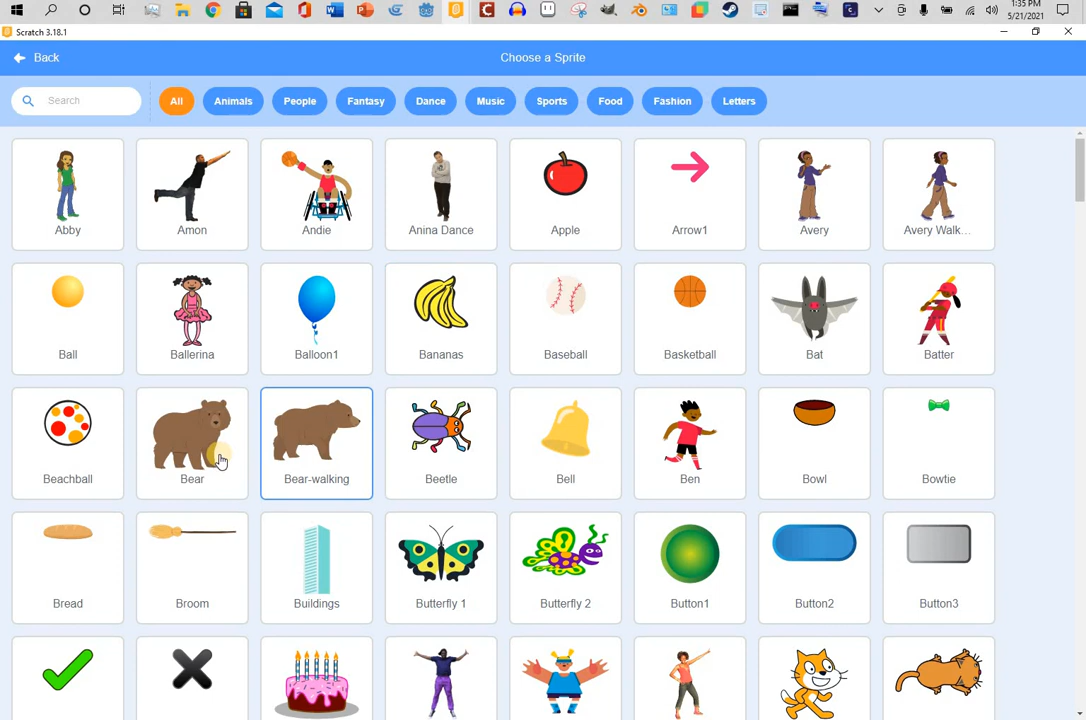 1:35 PM
5/21/2021
Scratch 3.18.1
Back
Choose a Sprite
Search
All
Animals
People
Fantasy
Dance
Music
Sports
Food
Fashion
Letters
Abby
Amon
Andie
Anina Dance
Apple
Arrow1
Avery
Avery Walk...
Ball
Ballerina
Balloon1
Bananas
Baseball
Basketball
Bat
Batter
Beachball
Bear
Bear-walking
Beetle
Bell
Ben
Bowl
Bowtie
Bread
Broom
Buildings
Butterfly 1
Butterfly 2
Button1
Button2
Button3